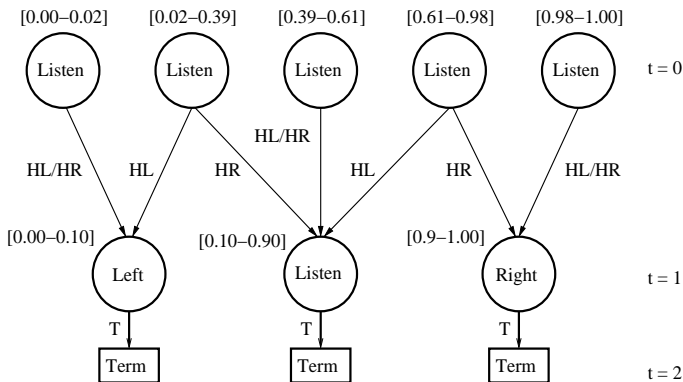 [0.00–0.02] [0.02–0.39] [0.39–0.61] [0.61–0.98] [0.98–1.00]
Listen Listen Listen Listen Listen t = 0
HL/HR HL HR HL/HR HL HR HL/HR
[0.00–0.10] [0.10–0.90] [0.9–1.00]
Left Listen Right t = 1
T T T
Term Term Term t = 2